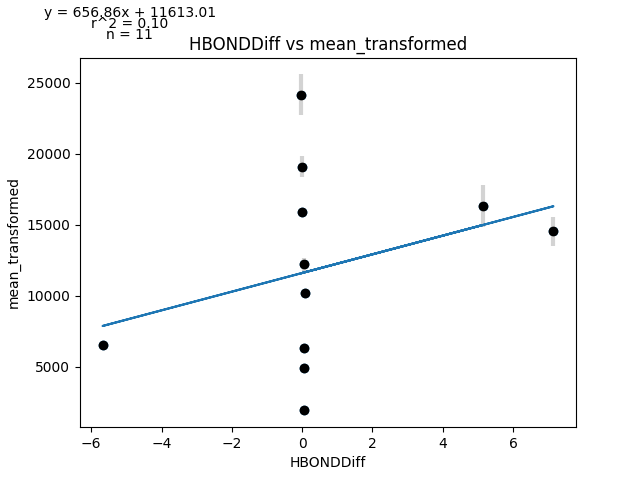 y = 656.86x + 11613.01
r^2 = 0.10
n = 11
HBONDDiff vs mean_transformed
25000
20000
15000
10000
5000
mean_transformed
−6
−4
−2
0
2
4
6
HBONDDiff